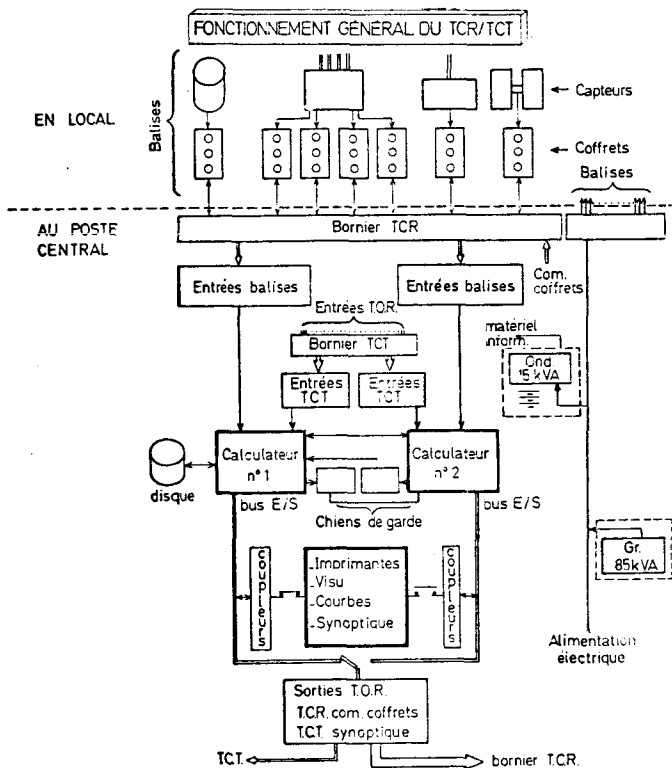 FONCTIONNEMENT GÉNÉRAL DU TCR/TCT
EN LOCAL
Balises
Capteurs
Coffrets
Balises
AU POSTE
CENTRAL
Bornier TCR
Entrées balises
Entrées balises
Com.
coffrets
Entrées T.O.R.
Bornier TCT
Entrées
TCT
Entrées
TCT
matériel
inform.
Ond.
15 kVA
Calculateur
n° 1
Calculateur
n° 2
disque
bus E/S
bus E/S
Chiens de garde
coupleurs
-Imprimantes
-Visu
-Courbes
-Synoptique
coupleurs
Gr.
85kVA
Alimentation
électrique
Sorties T.O.R.
T.C.R. com. coffrets
T.C.T. synoptique
T.C.T.
bornier T.C.R.